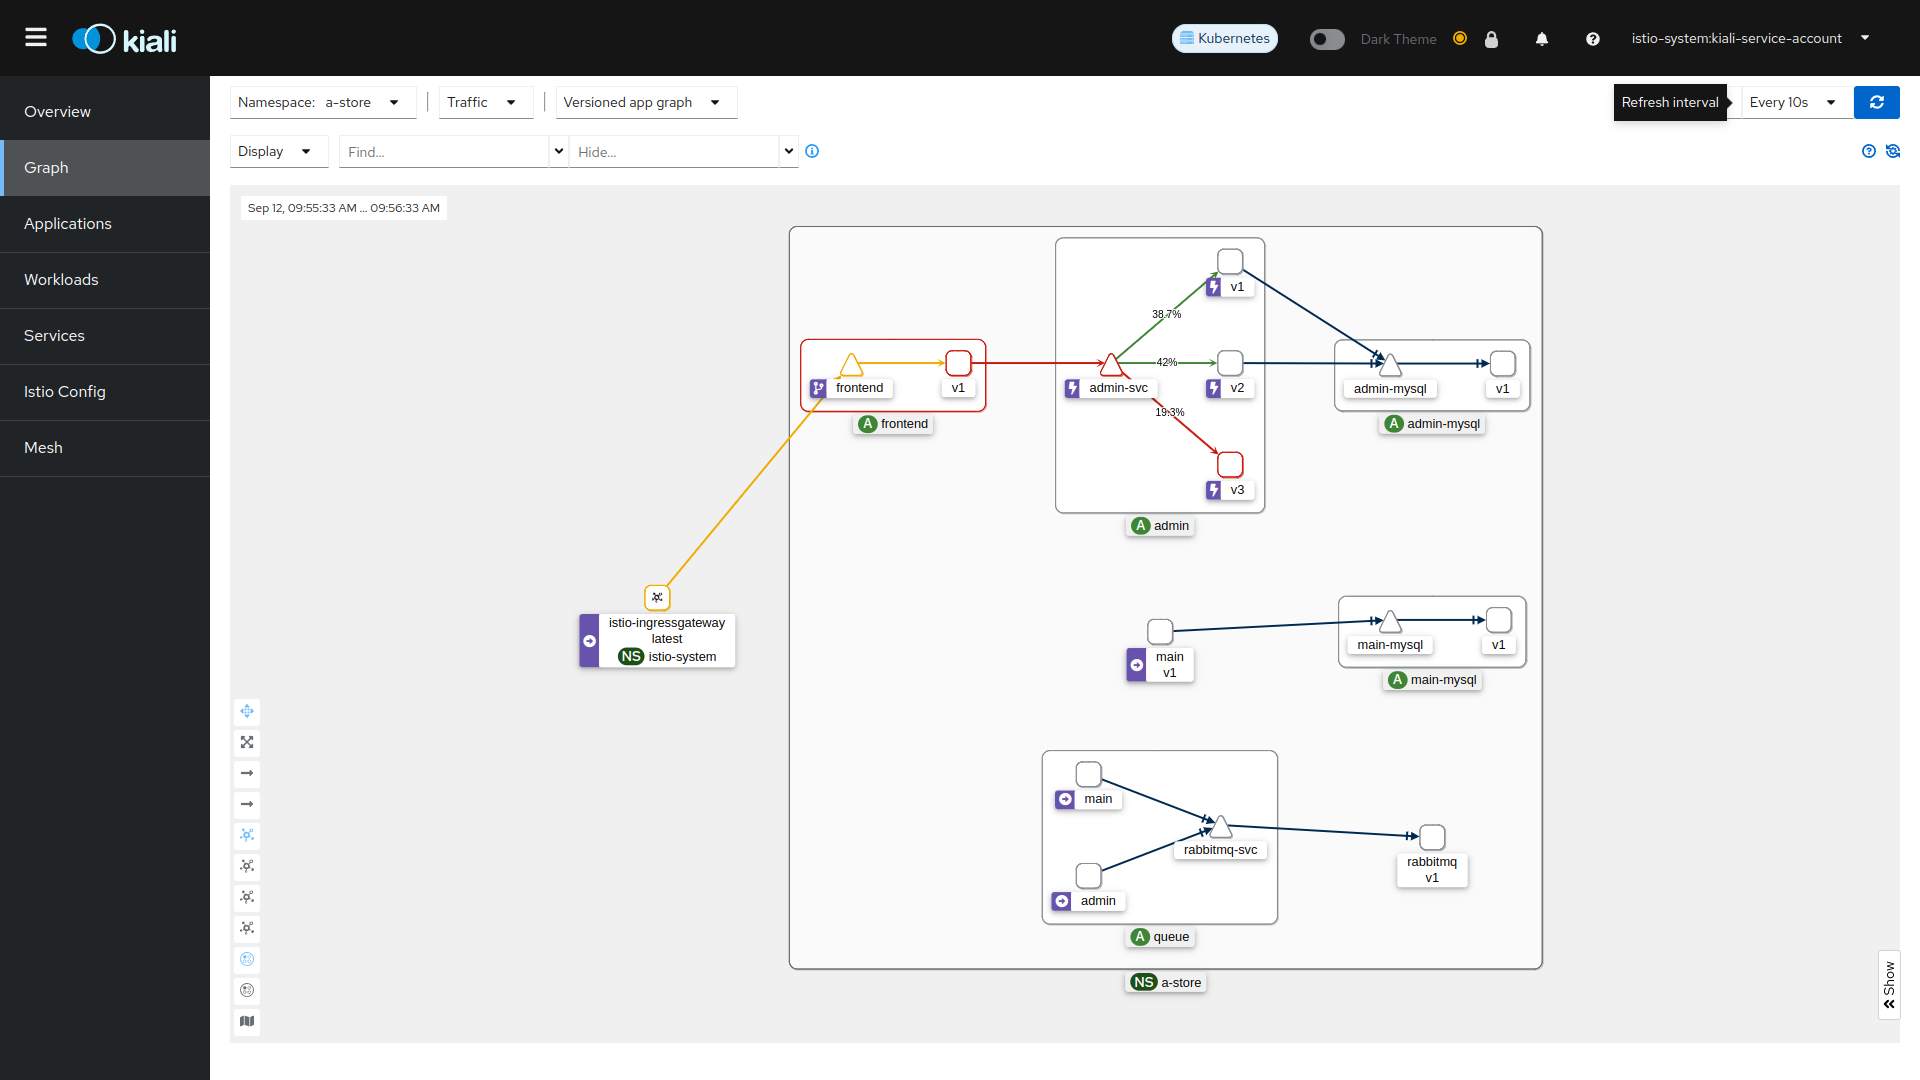 kiali
Kubernetes
Dark Theme
istio-system:kiali-service-account
Overview
Graph
Applications
Workloads
Services
Istio Config
Mesh
Namespace: a-store
Traffic
Versioned app graph
Refresh interval
Every 10s
Display
Find...
Hide...
Sep 12, 09:55:33 AM ... 09:56:33 AM
v1
38.7%
frontend
v1
admin-svc
42%
v2
admin-mysql
v1
19.3%
A frontend
A admin-mysql
v3
A admin
istio-ingressgateway
latest
NS istio-system
main
v1
main-mysql
v1
A main-mysql
main
rabbitmq-svc
rabbitmq
v1
admin
A queue
NS a-store
Show